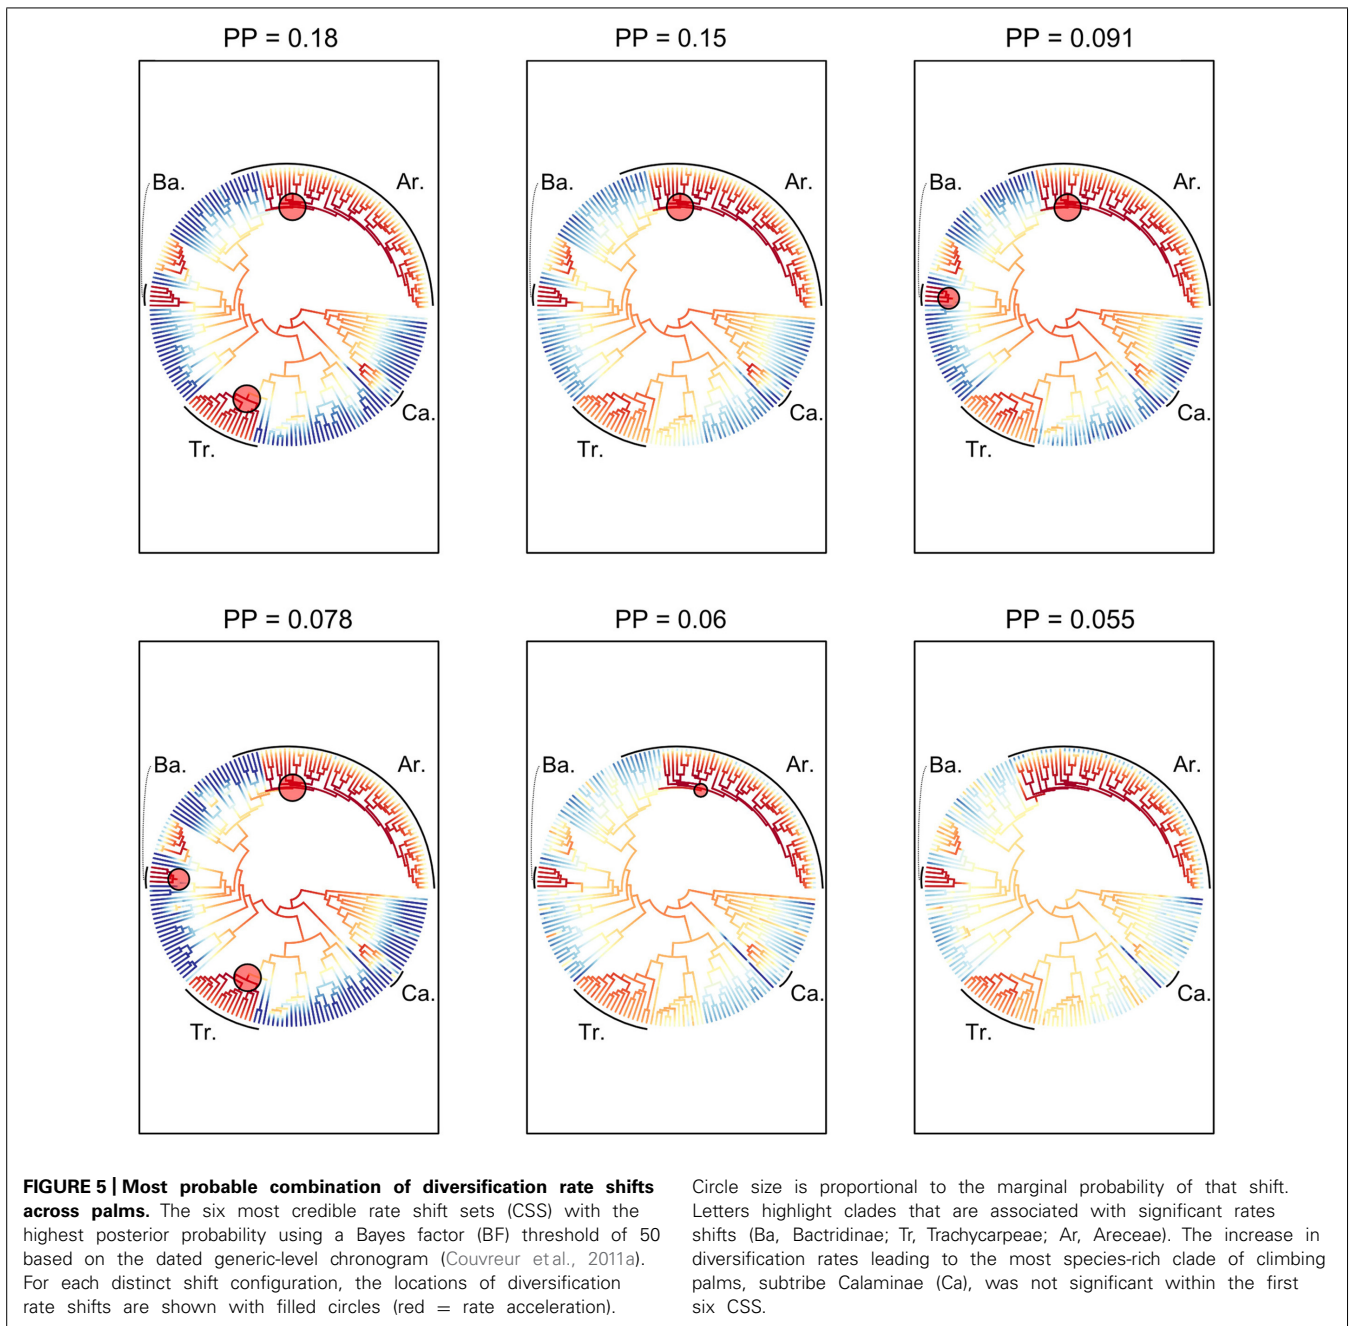 PP = 0.18
PP = 0.15
PP = 0.091
Ba.
Ar.
Ba.
Ar.
Ba.
Ar.
Ca.
Ca.
Ca.
Tr.
Tr.
Tr.
PP = 0.078
PP = 0.06
PP = 0.055
Ba.
Ar.
Ba.
Ar.
Ba.
Ar.
Ca.
Ca.
Ca.
Tr.
Tr.
Tr.
FIGURE 5 | Most probable combination of diversification rate shifts
across palms. The six most credible rate shift sets (CSS) with the
highest posterior probability using a Bayes factor (BF) threshold of 50
based on the dated generic-level chronogram (Couvreur et al., 2011a).
For each distinct shift configuration, the locations of diversification
rate shifts are shown with filled circles (red = rate acceleration).
Circle size is proportional to the marginal probability of that shift.
Letters highlight clades that are associated with significant rates
shifts (Ba, Bactridinae; Tr, Trachycarpeae; Ar, Areceae). The increase in
diversification rates leading to the most species-rich clade of climbing
palms, subtribe Calaminae (Ca), was not significant within the first
six CSS.